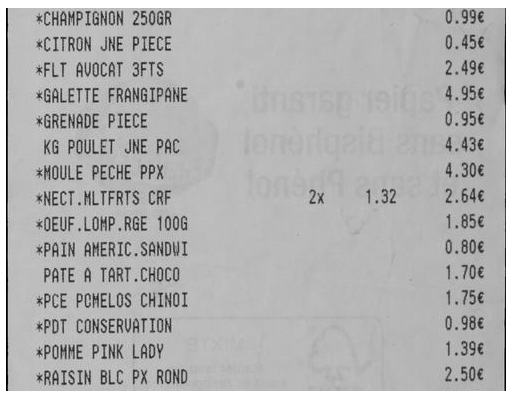 *CHAMPIGNON 250GR 0.99€
*CITRON JNE PIECE 0.45€
*FLT AVOCAT 3FTS 2.49€
*GALETTE FRANGIPANE 4.95€
*GRENADE PIECE 0.95€
KG POULET JNE PAC 4.43€
*MOULE PECHE PPX 4.30€
*NECT.MLTFRTS CRF 2x 1.32 2.64€
*OEUF.LOMP.RGE 100G 1.85€
*PAIN AMERIC.SANDWI 0.80€
PATE A TART.CHOCO 1.70€
*PCE POMELOS CHINOI 1.75€
*PDT CONSERVATION 0.98€
*POMME PINK LADY 1.39€
*RAISIN BLC PX ROND 2.50€
Papier garanti
sans Bisphénol
et sans Phénol
MIXTE